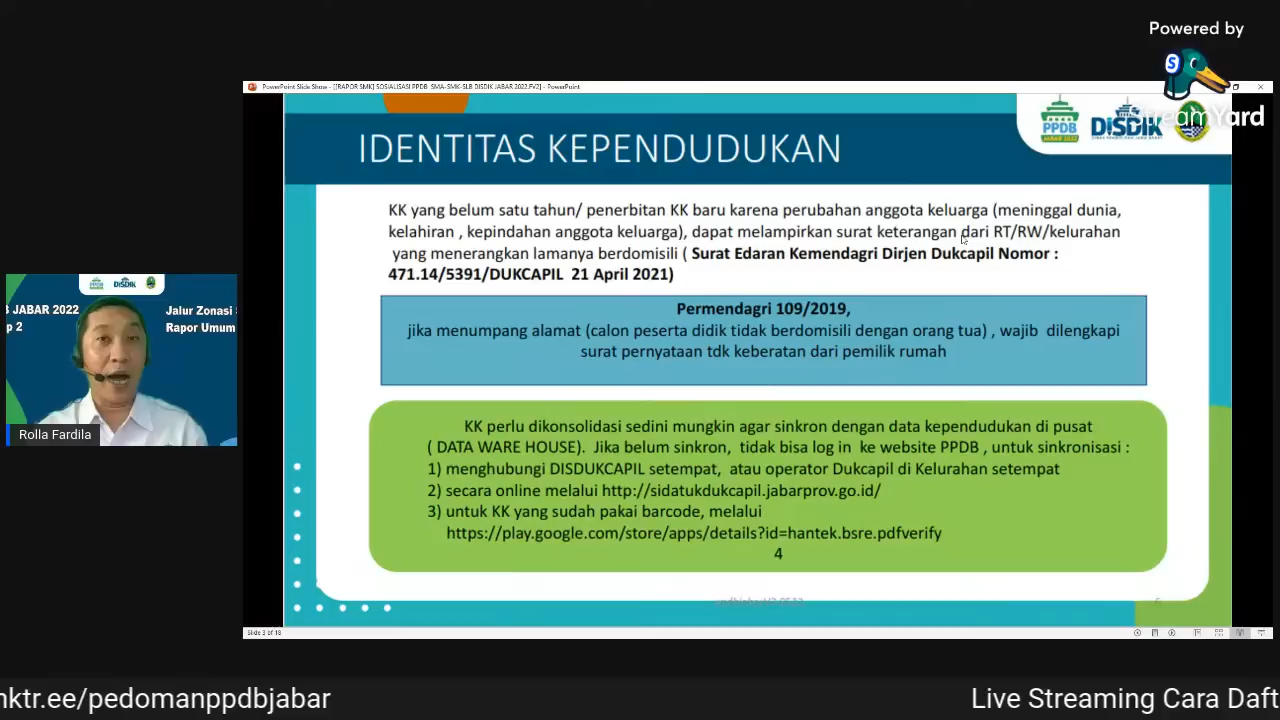 Powered by
StreamYard
PowerPoint Slide Show - [[RAPOR SMK] SOSIALISASI PPDB SMA-SMK-SLB DISDIK JABAR 2022.FV2] - PowerPoint
PPDB
JABAR 2022
DISDIK
IDENTITAS KEPENDUDUKAN
KK yang belum satu tahun/ penerbitan KK baru karena perubahan anggota keluarga (meninggal dunia,
kelahiran , kepindahan anggota keluarga), dapat melampirkan surat keterangan dari RT/RW/kelurahan
yang menerangkan lamanya berdomisili ( Surat Edaran Kemendagri Dirjen Dukcapil Nomor :
471.14/5391/DUKCAPIL 21 April 2021)
Permendagri 109/2019,
jika menumpang alamat (calon peserta didik tidak berdomisili dengan orang tua) , wajib dilengkapi
surat pernyataan tdk keberatan dari pemilik rumah
KK perlu dikonsolidasi sedini mungkin agar sinkron dengan data kependudukan di pusat
( DATA WARE HOUSE). Jika belum sinkron, tidak bisa log in ke website PPDB , untuk sinkronisasi :
1) menghubungi DISDUKCAPIL setempat, atau operator Dukcapil di Kelurahan setempat
2) secara online melalui http://sidatukdukcapil.jabarprov.go.id/
3) untuk KK yang sudah pakai barcode, melalui
https://play.google.com/store/apps/details?id=hantek.bsre.pdfverify
4
Slide 3 of 18
DISDIK
B JABAR 2022
p 2
Jalur Zonasi
Rapor Umum
Rolla Fardila
nktr.ee/pedomanppdbjabar
Live Streaming Cara Daft